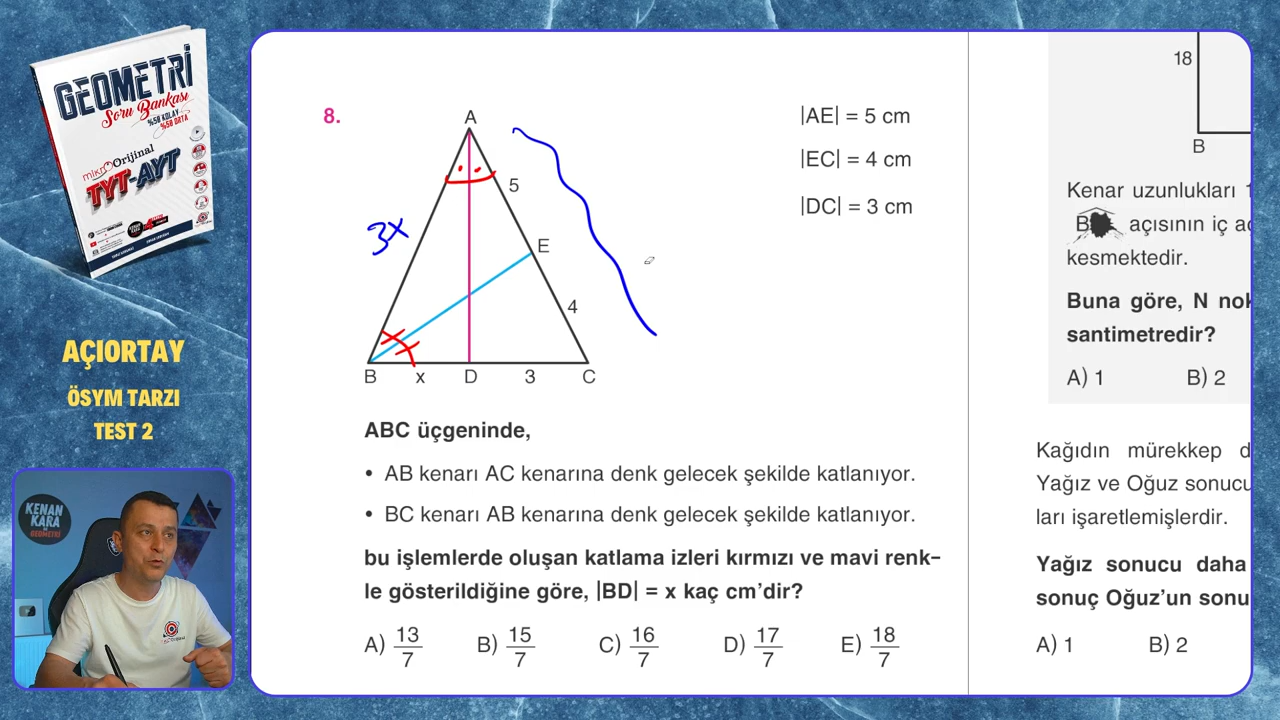 GEOMETRİ
Soru Bankası
%50 KOLAY
%50 ORTA
mikro Orijinal
TYT-AYT
AÇIORTAY
ÖSYM TARZI
TEST 2
KENAN
KARA
GEOMETRİ
8.
A
5
3x
E
4
B x D 3 C
|AE| = 5 cm
|EC| = 4 cm
|DC| = 3 cm
ABC üçgeninde,
• AB kenarı AC kenarına denk gelecek şekilde katlanıyor.
• BC kenarı AB kenarına denk gelecek şekilde katlanıyor.
bu işlemlerde oluşan katlama izleri kırmızı ve mavi renk–
le gösterildiğine göre, |BD| = x kaç cm’dir?
A) 13/7 B) 15/7 C) 16/7 D) 17/7 E) 18/7
18
B
Kenar uzunlukları 1
B açısının iç aç
kesmektedir.
Buna göre, N nok
santimetredir?
A) 1 B) 2
Kağıdın mürekkep d
Yağız ve Oğuz sonucu
ları işaretlemişlerdir.
Yağız sonucu daha
sonuç Oğuz’un sonu
A) 1 B) 2